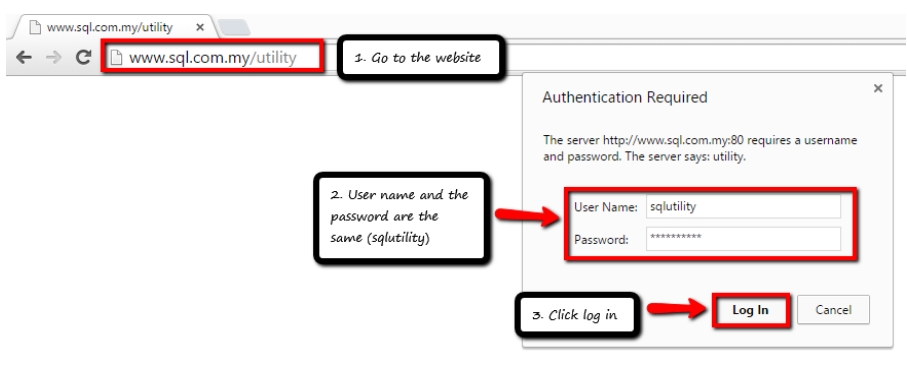 www.sql.com.my/utility
www.sql.com.my/utility
1. Go to the website
Authentication Required
The server http://www.sql.com.my:80 requires a username
and password. The server says: utility.
2. User name and the
password are the
same (sqlutility)
User Name: sqlutility
Password: **********
3. Click log in
Log In
Cancel